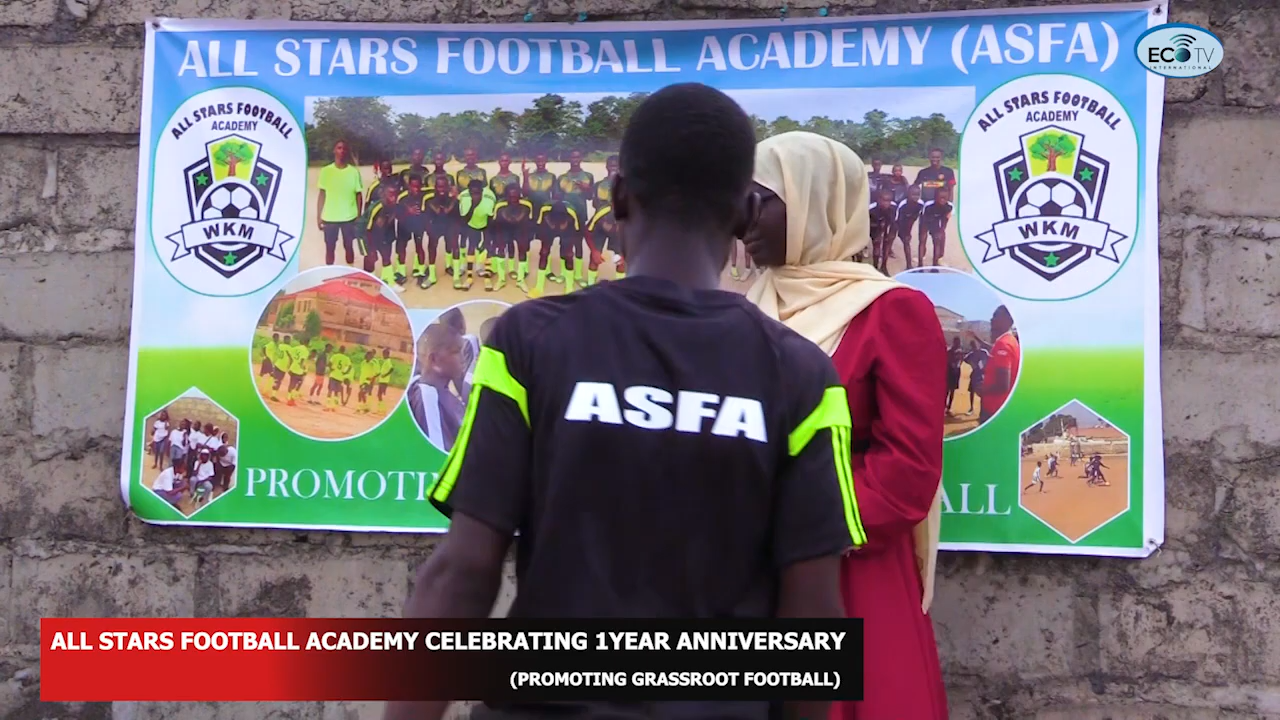 ALL STARS FOOTBALL ACADEMY (ASFA)
ECO TV
INTERNATIONAL
ALL STARS FOOTBALL
ACADEMY
WKM
ALL STARS FOOTBALL
ACADEMY
WKM
ASFA
ALL
ALL STARS FOOTBALL ACADEMY CELEBRATING 1YEAR ANNIVERSARY
(PROMOTING GRASSROOT FOOTBALL)